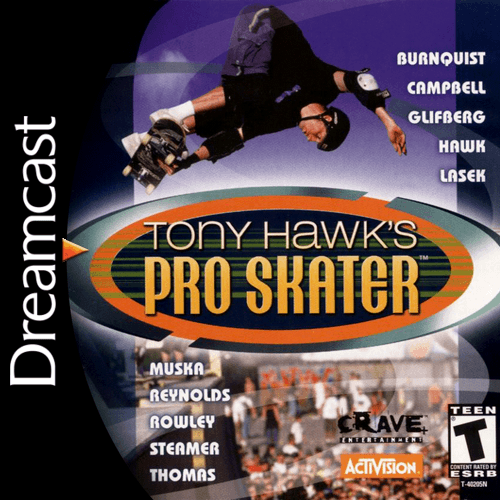 Dreamcast
BURNQUIST
CAMPBELL
GLIFBERG
HAWK
LASEK
TONY HAWK'S
PRO SKATER™
MUSKA
REYNOLDS
ROWLEY
STEAMER
THOMAS
CRAVE
ENTERTAINMENT
ACTIVISION
TEEN
T
CONTENT RATED BY
ESRB
T-40205N